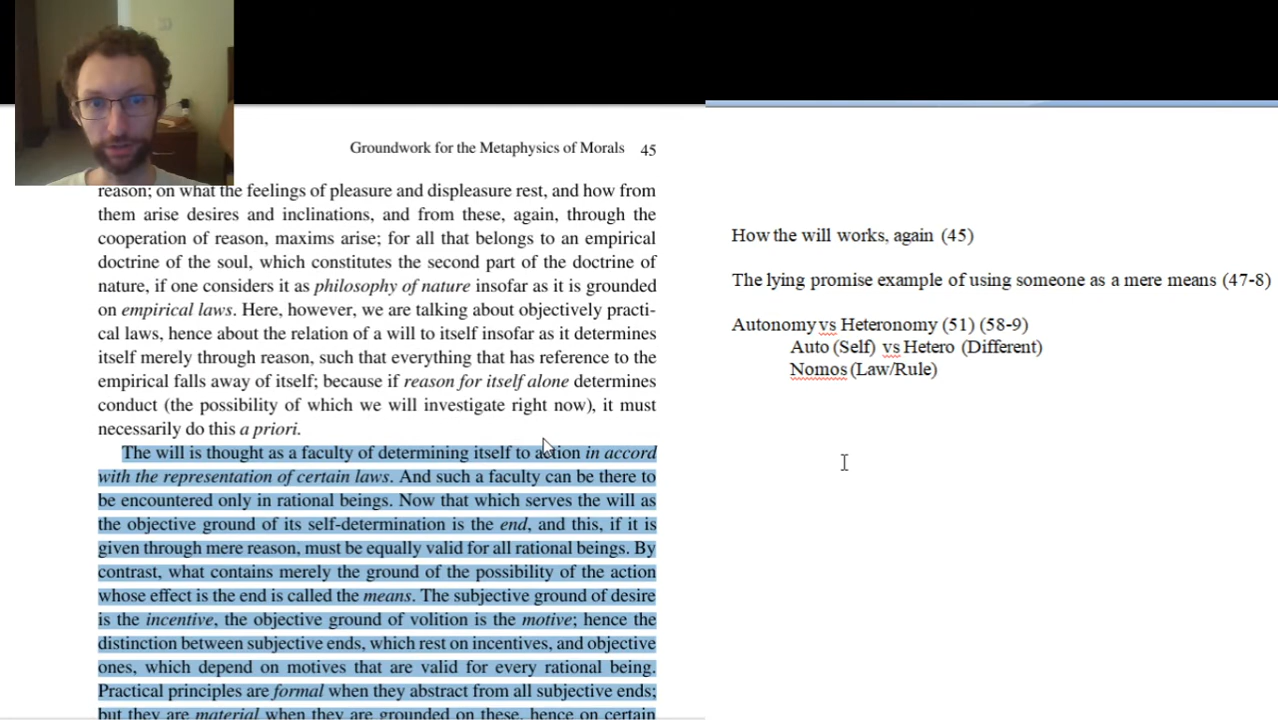 Groundwork for the Metaphysics of Morals 45
reason; on what the feelings of pleasure and displeasure rest, and how from
them arise desires and inclinations, and from these, again, through the
cooperation of reason, maxims arise; for all that belongs to an empirical
doctrine of the soul, which constitutes the second part of the doctrine of
nature, if one considers it as philosophy of nature insofar as it is grounded
on empirical laws. Here, however, we are talking about objectively practi-
cal laws, hence about the relation of a will to itself insofar as it determines
itself merely through reason, such that everything that has reference to the
empirical falls away of itself; because if reason for itself alone determines
conduct (the possibility of which we will investigate right now), it must
necessarily do this a priori.
The will is thought as a faculty of determining itself to action in accord
with the representation of certain laws. And such a faculty can be there to
be encountered only in rational beings. Now that which serves the will as
the objective ground of its self-determination is the end, and this, if it is
given through mere reason, must be equally valid for all rational beings. By
contrast, what contains merely the ground of the possibility of the action
whose effect is the end is called the means. The subjective ground of desire
is the incentive, the objective ground of volition is the motive; hence the
distinction between subjective ends, which rest on incentives, and objective
ones, which depend on motives that are valid for every rational being.
Practical principles are formal when they abstract from all subjective ends;
but they are material when they are grounded on these, hence on certain
How the will works, again (45)
The lying promise example of using someone as a mere means (47-8)
Autonomy vs Heteronomy (51) (58-9)
Auto (Self) vs Hetero (Different)
Nomos (Law/Rule)